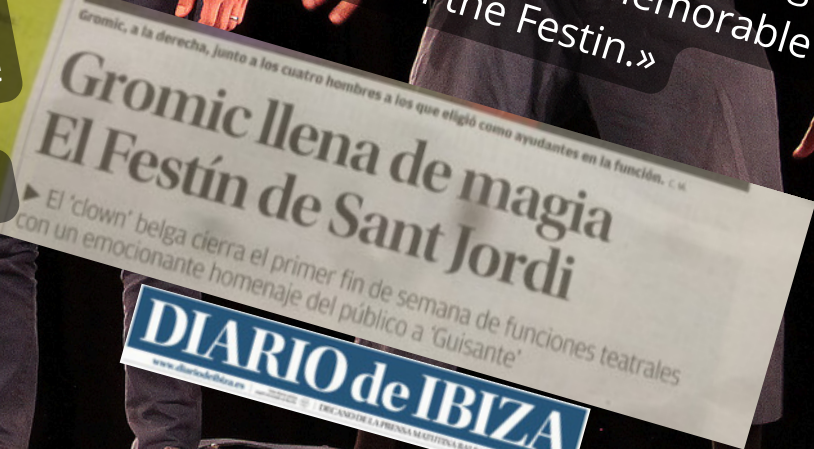 emorable
the Festin.»
Gromic, a la derecha, junto a los cuatro hombres a los que eligió como ayudantes en la función. C. M.
Gromic llena de magia
El Festín de Sant Jordi
▶ El 'clown' belga cierra el primer fin de semana de funciones teatrales
con un emocionante homenaje del público a 'Guisante'
DIARIO de IBIZA
www.diariodeibiza.es
DECANO DE LA PRENSA MATUTINA